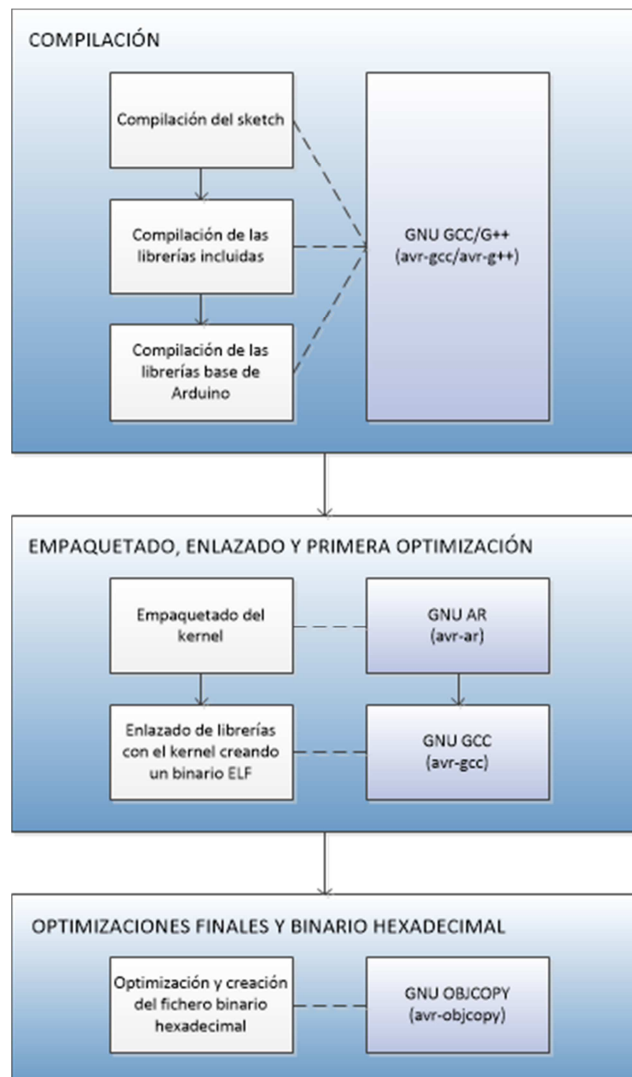 COMPILACIÓN
Compilación del sketch
Compilación de las
librerías incluidas
Compilación de las
librerías base de
Arduino
GNU GCC/G++
(avr-gcc/avr-g++)
EMPAQUETADO, ENLAZADO Y PRIMERA OPTIMIZACIÓN
Empaquetado del
kernel
GNU AR
(avr-ar)
Enlazado de librerías
con el kernel creando
un binario ELF
GNU GCC
(avr-gcc)
OPTIMIZACIONES FINALES Y BINARIO HEXADECIMAL
Optimización y creación
del fichero binario
hexadecimal
GNU OBJCOPY
(avr-objcopy)